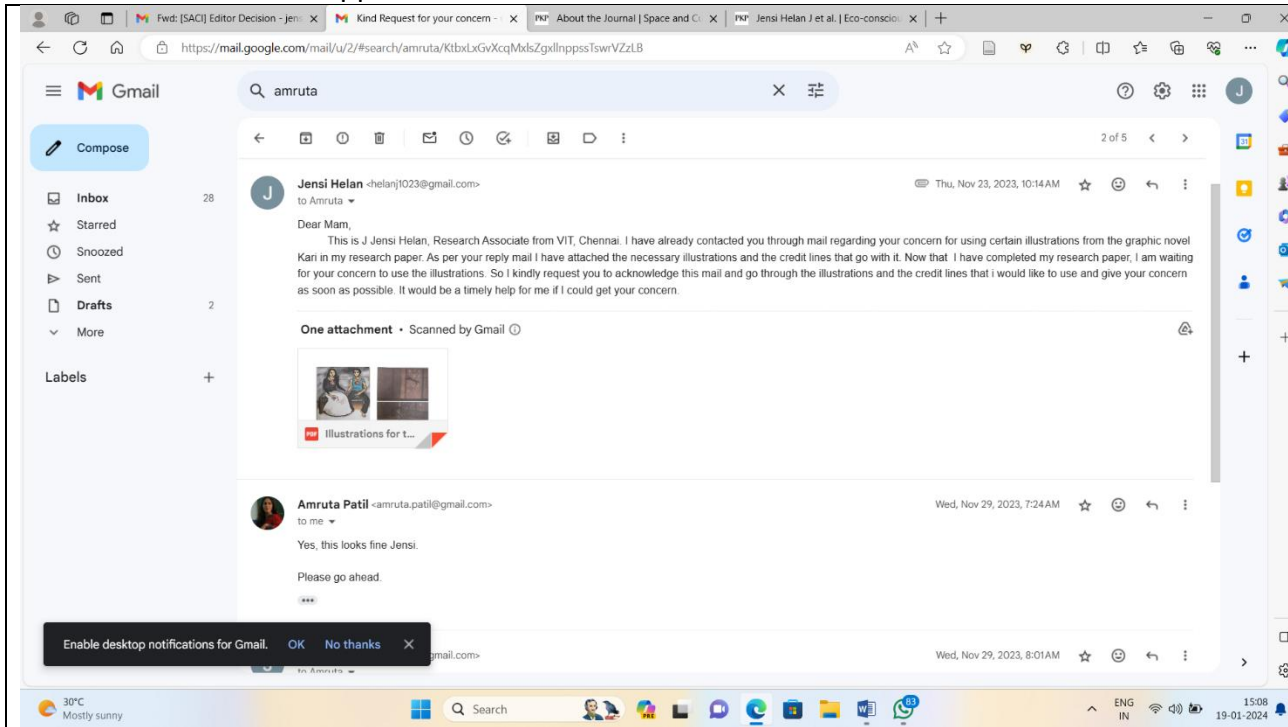 Fwd: [SACI] Editor Decision - jens
Kind Request for your concern -
PKP About the Journal | Space and Cu
PKP Jensi Helan J et al. | Eco-consciou
https://mail.google.com/mail/u/2/#search/amruta/KtbxLxGvXcqMxlsZgxllnppssTswrVZzLB
Gmail
amruta
Compose
2 of 5
Inbox 28
Starred
Snoozed
Sent
Drafts 2
More
Labels
J
Jensi Helan <helanj1023@gmail.com>
Thu, Nov 23, 2023, 10:14 AM
to Amruta
Dear Mam,
This is J Jensi Helan, Research Associate from VIT, Chennai. I have already contacted you through mail regarding your concern for using certain illustrations from the graphic novel
Kari in my research paper. As per your reply mail I have attached the necessary illustrations and the credit lines that go with it. Now that I have completed my research paper, I am waiting
for your concern to use the illustrations. So I kindly request you to acknowledge this mail and go through the illustrations and the credit lines that i would like to use and give your concern
as soon as possible. It would be a timely help for me if I could get your concern.
One attachment • Scanned by Gmail
PDF Illustrations for t...
Amruta Patil <amruta.patil@gmail.com>
Wed, Nov 29, 2023, 7:24 AM
to me
Yes, this looks fine Jensi.
Please go ahead.
Enable desktop notifications for Gmail. OK No thanks
gmail.com>
Wed, Nov 29, 2023, 8:01 AM
to Amruta
30°C
Mostly sunny
Search
PRE
83
ENG
IN
15:08
19-01-2024